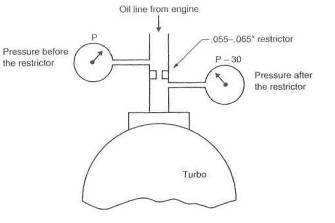 Oil line from engine
P
.055–.065" restrictor
Pressure before
the restrictor
P – 30
Pressure after
the restrictor
Turbo